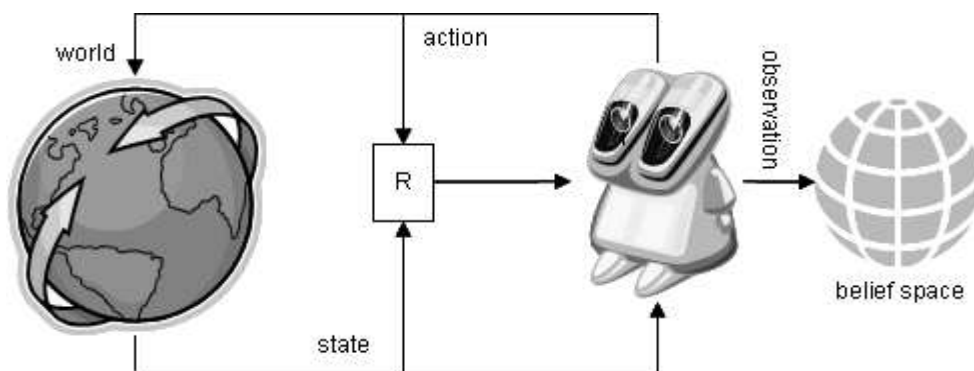 world
action
observation
R
belief space
state